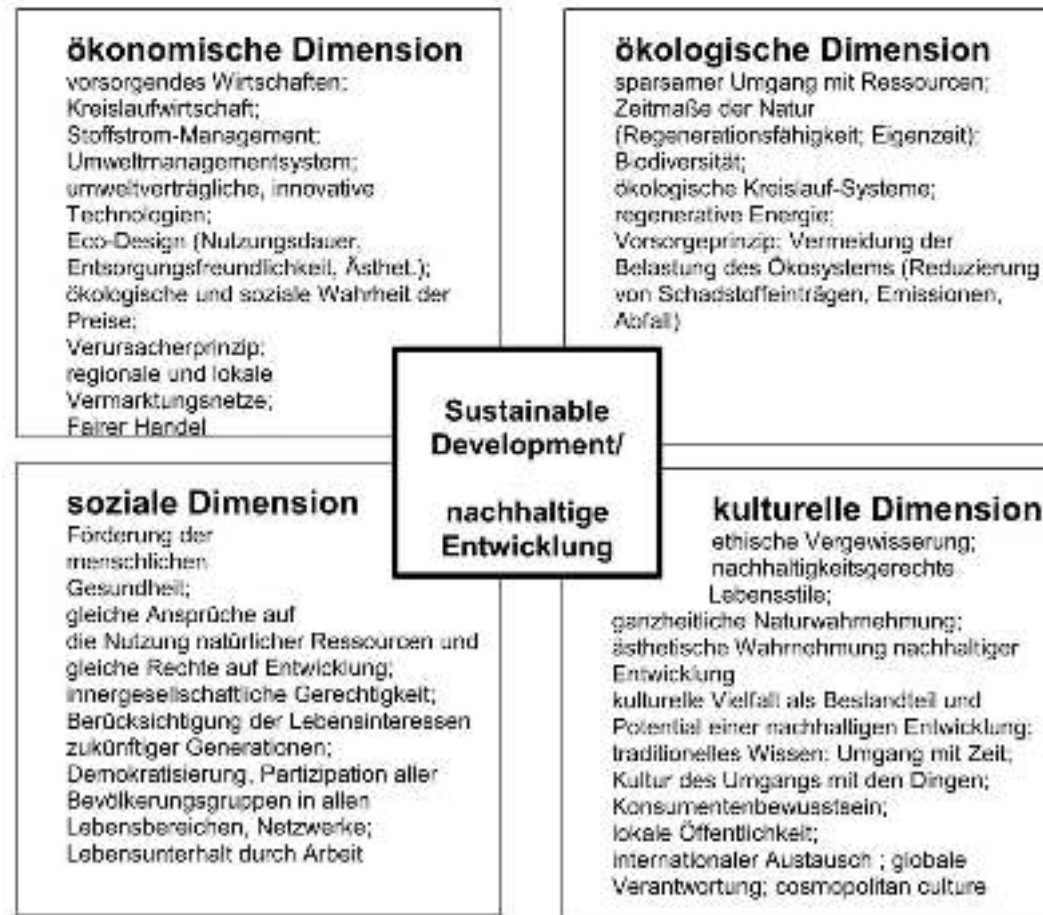 ökonomische Dimension
vorsorgendes Wirtschaften;
Kreislaufwirtschaft;
Stoffstrom-Management;
Umweltmanagementsystem;
umweltverträgliche, innovative
Technologien;
Eco-Design (Nutzungsdauer,
Entsorgungsfreundlichkeit, Ästhet.);
ökologische und soziale Wahrheit der
Preise;
Verursacherprinzip;
regionale und lokale
Vermarktungsnetze;
Fairer Handel
ökologische Dimension
sparsamer Umgang mit Ressourcen;
Zeitmaße der Natur
(Regenerationsfähigkeit; Eigenzeit);
Biodiversität;
ökologische Kreislauf-Systeme;
regenerative Energie;
Vorsorgeprinzip: Vermeidung der
Belastung des Ökosystems (Reduzierung
von Schadstoffeinträgen, Emissionen,
Abfall)
Sustainable
Development/
nachhaltige
Entwicklung
soziale Dimension
Förderung der
menschlichen
Gesundheit;
gleiche Ansprüche auf
die Nutzung natürlicher Ressourcen und
gleiche Rechte auf Entwicklung;
innergesellschaftliche Gerechtigkeit;
Berücksichtigung der Lebensinteressen
zukünftiger Generationen;
Demokratisierung, Partizipation aller
Bevölkerungsgruppen in allen
Lebensbereichen, Netzwerke;
Lebensunterhalt durch Arbeit
kulturelle Dimension
ethische Vergewisserung;
nachhaltigkeitsgerechte
Lebensstile;
ganzheitliche Naturwahrnehmung;
ästhetische Wahrnehmung nachhaltiger
Entwicklung
kulturelle Vielfalt als Bestandteil und
Potential einer nachhaltigen Entwicklung;
traditionelles Wissen; Umgang mit Zeit;
Kultur des Umgangs mit den Dingen;
Konsumentenbewusstsein;
lokale Öffentlichkeit;
internationaler Austausch ; globale
Verantwortung; cosmopolitan culture